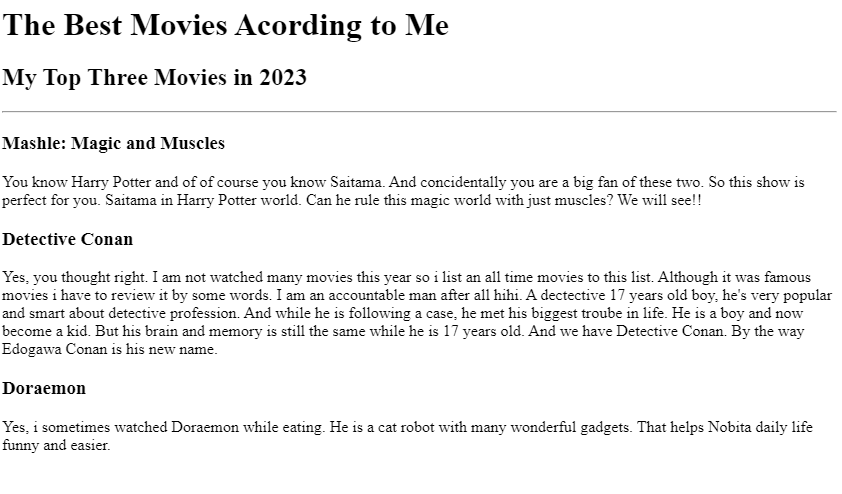 The Best Movies Acording to Me
My Top Three Movies in 2023
Mashle: Magic and Muscles
You know Harry Potter and of of course you know Saitama. And concidentally you are a big fan of these two. So this show is
perfect for you. Saitama in Harry Potter world. Can he rule this magic world with just muscles? We will see!!
Detective Conan
Yes, you thought right. I am not watched many movies this year so i list an all time movies to this list. Although it was famous
movies i have to review it by some words. I am an accountable man after all hihi. A dectective 17 years old boy, he's very popular
and smart about detective profession. And while he is following a case, he met his biggest troube in life. He is a boy and now
become a kid. But his brain and memory is still the same while he is 17 years old. And we have Detective Conan. By the way
Edogawa Conan is his new name.
Doraemon
Yes, i sometimes watched Doraemon while eating. He is a cat robot with many wonderful gadgets. That helps Nobita daily life
funny and easier.